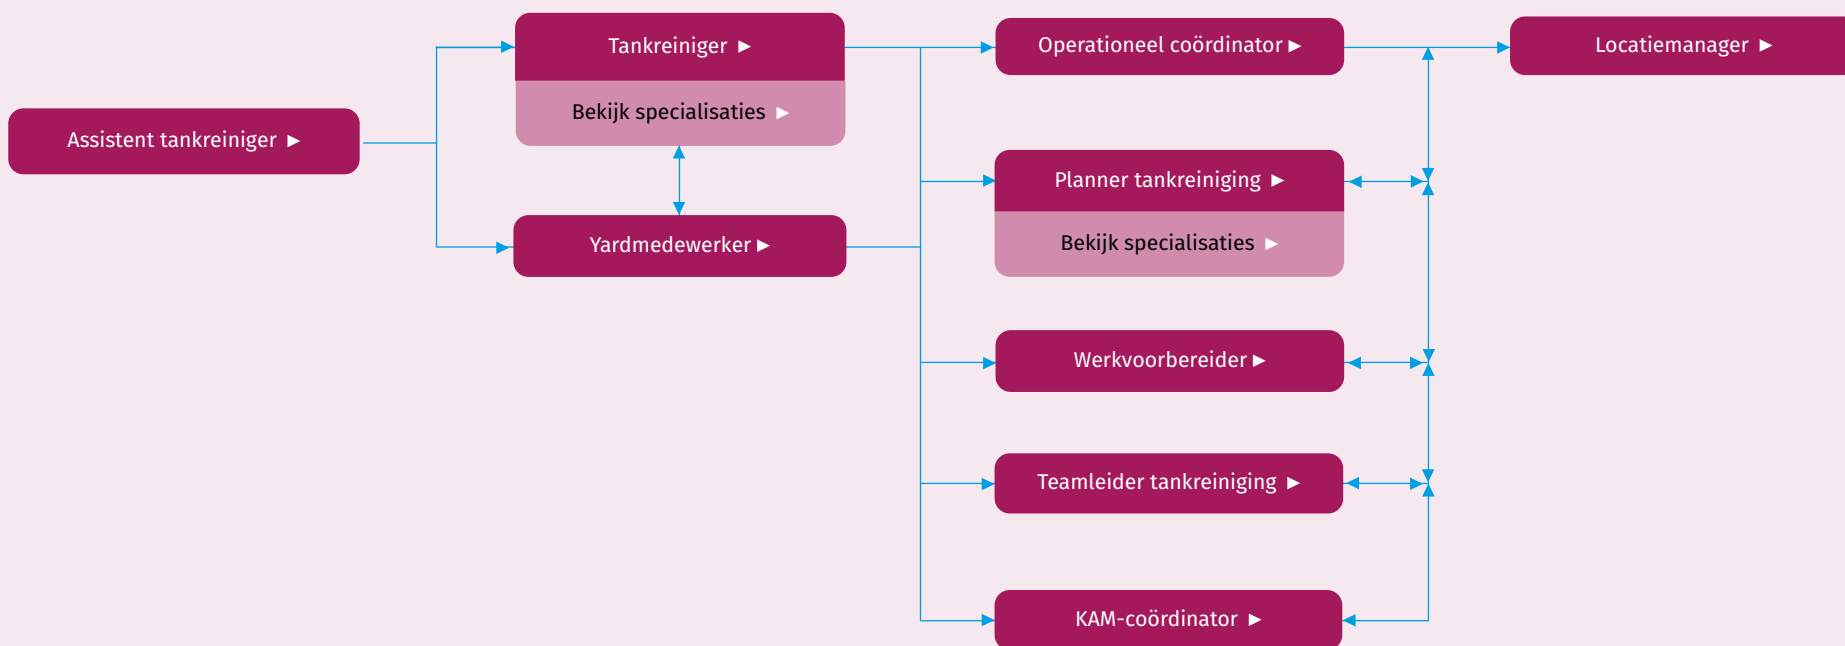 Assistent tankreiniger ►
Tankreiniger ►
Bekijk specialisaties ►
Yardmedewerker ►
Operationeel coördinator ►
Planner tankreiniging ►
Bekijk specialisaties ►
Werkvoorbereider ►
Teamleider tankreiniging ►
KAM-coördinator ►
Locatiemanager ►